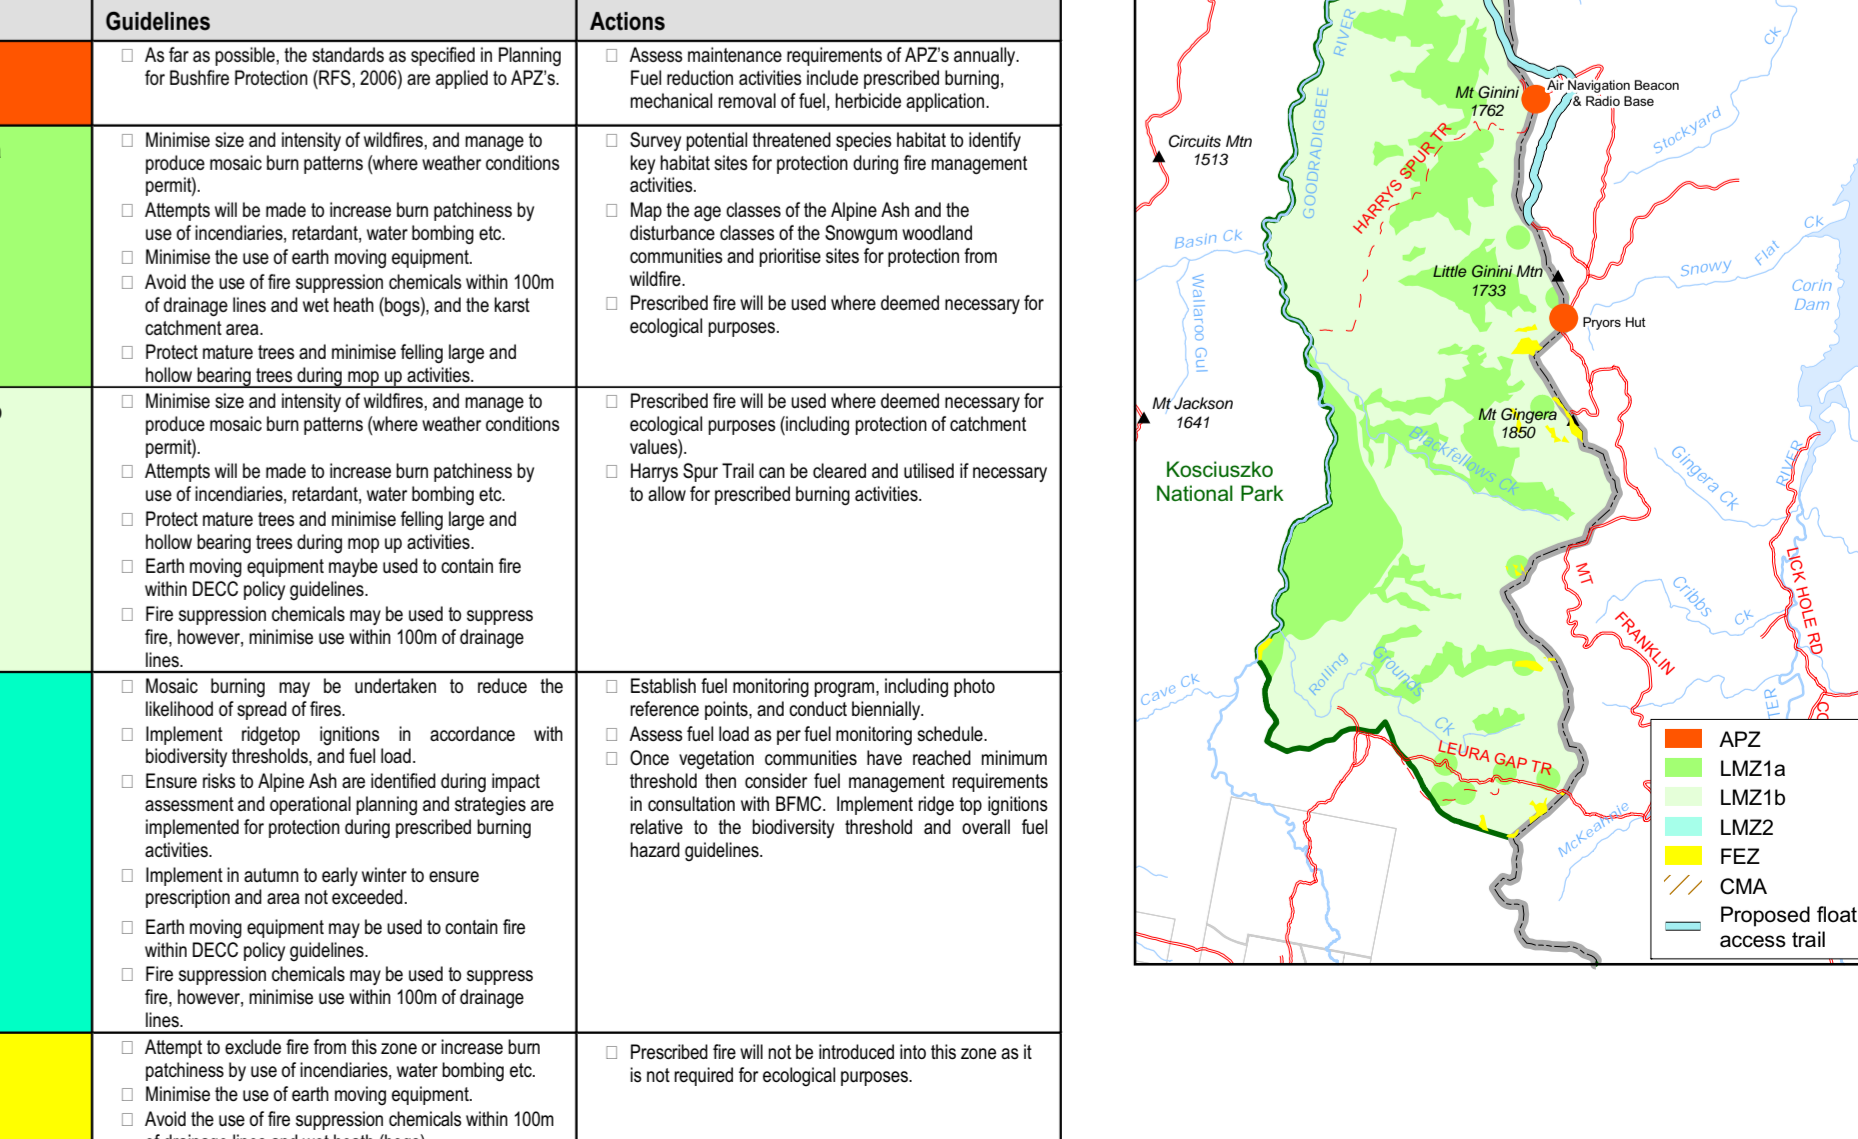 Guidelines
Actions
As far as possible, the standards as specified in Planning
for Bushfire Protection (RFS, 2006) are applied to APZ's.
Assess maintenance requirements of APZ's annually.
Fuel reduction activities include prescribed burning,
mechanical removal of fuel, herbicide application.
Minimise size and intensity of wildfires, and manage to
produce mosaic burn patterns (where weather conditions
permit).
Attempts will be made to increase burn patchiness by
use of incendiaries, retardant, water bombing etc.
Minimise the use of earth moving equipment.
Avoid the use of fire suppression chemicals within 100m
of drainage lines and wet heath (bogs), and the karst
catchment area.
Protect mature trees and minimise felling large and
hollow bearing trees during mop up activities.
Survey potential threatened species habitat to identify
key habitat sites for protection during fire management
activities.
Map the age classes of the Alpine Ash and the
disturbance classes of the Snowgum woodland
communities and prioritise sites for protection from
wildfire.
Prescribed fire will be used where deemed necessary for
ecological purposes.
Minimise size and intensity of wildfires, and manage to
produce mosaic burn patterns (where weather conditions
permit).
Attempts will be made to increase burn patchiness by
use of incendiaries, retardant, water bombing etc.
Protect mature trees and minimise felling large and
hollow bearing trees during mop up activities.
Earth moving equipment maybe used to contain fire
within DECC policy guidelines.
Fire suppression chemicals may be used to suppress
fire, however, minimise use within 100m of drainage
lines.
Prescribed fire will be used where deemed necessary for
ecological purposes (including protection of catchment
values).
Harrys Spur Trail can be cleared and utilised if necessary
to allow for prescribed burning activities.
Mosaic burning may be undertaken to reduce the
likelihood of spread of fires.
Implement ridgetop ignitions in accordance with
biodiversity thresholds, and fuel load.
Ensure risks to Alpine Ash are identified during impact
assessment and operational planning and strategies are
implemented for protection during prescribed burning
activities.
Implement in autumn to early winter to ensure
prescription and area not exceeded.
Earth moving equipment may be used to contain fire
within DECC policy guidelines.
Fire suppression chemicals may be used to suppress
fire, however, minimise use within 100m of drainage
lines.
Establish fuel monitoring program, including photo
reference points, and conduct biennially.
Assess fuel load as per fuel monitoring schedule.
Once vegetation communities have reached minimum
threshold then consider fuel management requirements
in consultation with BFMC. Implement ridge top ignitions
relative to the biodiversity threshold and overall fuel
hazard guidelines.
Attempt to exclude fire from this zone or increase burn
patchiness by use of incendiaries, water bombing etc.
Minimise the use of earth moving equipment.
Avoid the use of fire suppression chemicals within 100m
of drainage lines and wet heath (bogs)
Prescribed fire will not be introduced into this zone as it
is not required for ecological purposes.
GOODRADIGBEE RIVER
Ck
Mt Ginini
1762
Air Navigation Beacon
& Radio Base
Stockyard
Circuits Mtn
1513
HARRYS SPUR TR
Basin Ck
Wallaroo Gul
Little Ginini Mtn
1733
Snowy Flat Ck
Corin
Dam
Pryors Hut
Mt Jackson
1641
Mt Gingera
1850
Blackfellows Ck
Kosciuszko
National Park
Gingera Ck
RIVER
MT
FRANKLIN
Cribbs Ck
LICK HOLE RD
Cave Ck
Rolling Grounds Ck
TER
CO
LEURA GAP TR
McKeahnie
APZ
LMZ1a
LMZ1b
LMZ2
FEZ
CMA
Proposed float
access trail